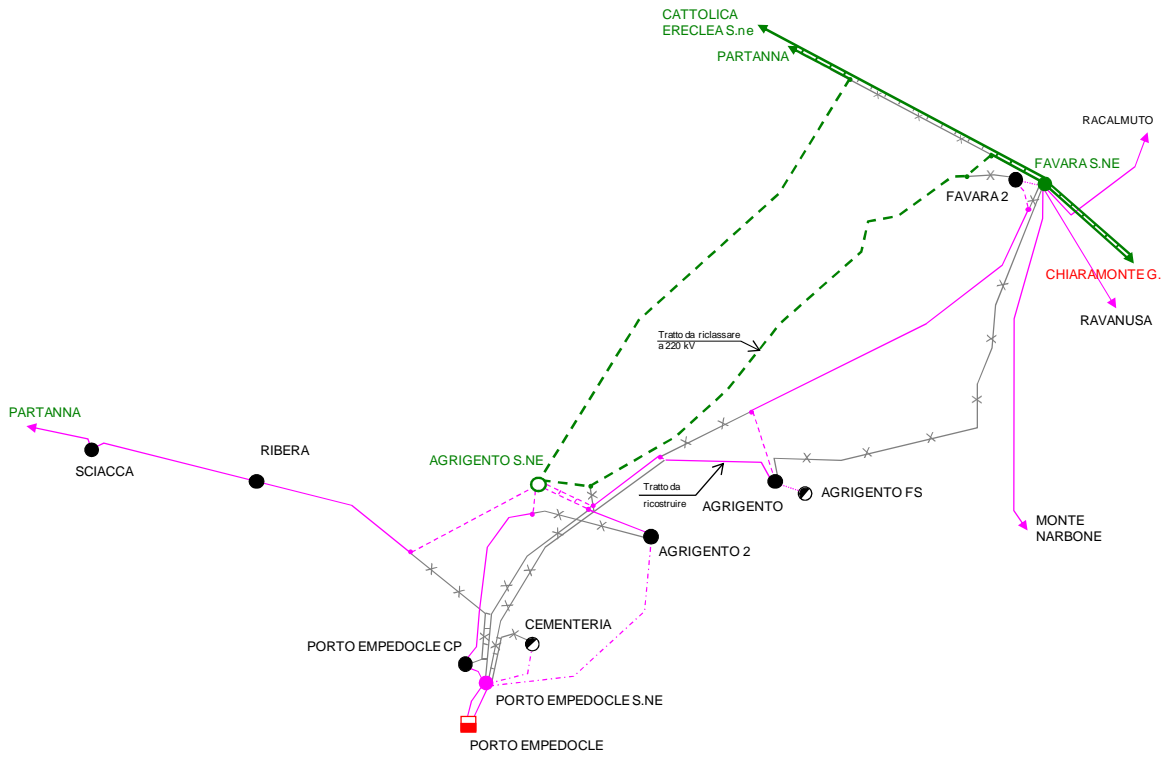 CATTOLICA
ERECLEA S.ne
PARTANNA
RACALMUTO
FAVARA S.NE
FAVARA 2
CHIARAMONTE G.
RAVANUSA
Tratto da riclassare
a 220 kV
PARTANNA
SCIACCA
RIBERA
AGRIGENTO S.NE
Tratto da
ricostruire
AGRIGENTO
AGRIGENTO FS
MONTE
NARBONE
AGRIGENTO 2
CEMENTERIA
PORTO EMPEDOCLE CP
PORTO EMPEDOCLE S.NE
PORTO EMPEDOCLE